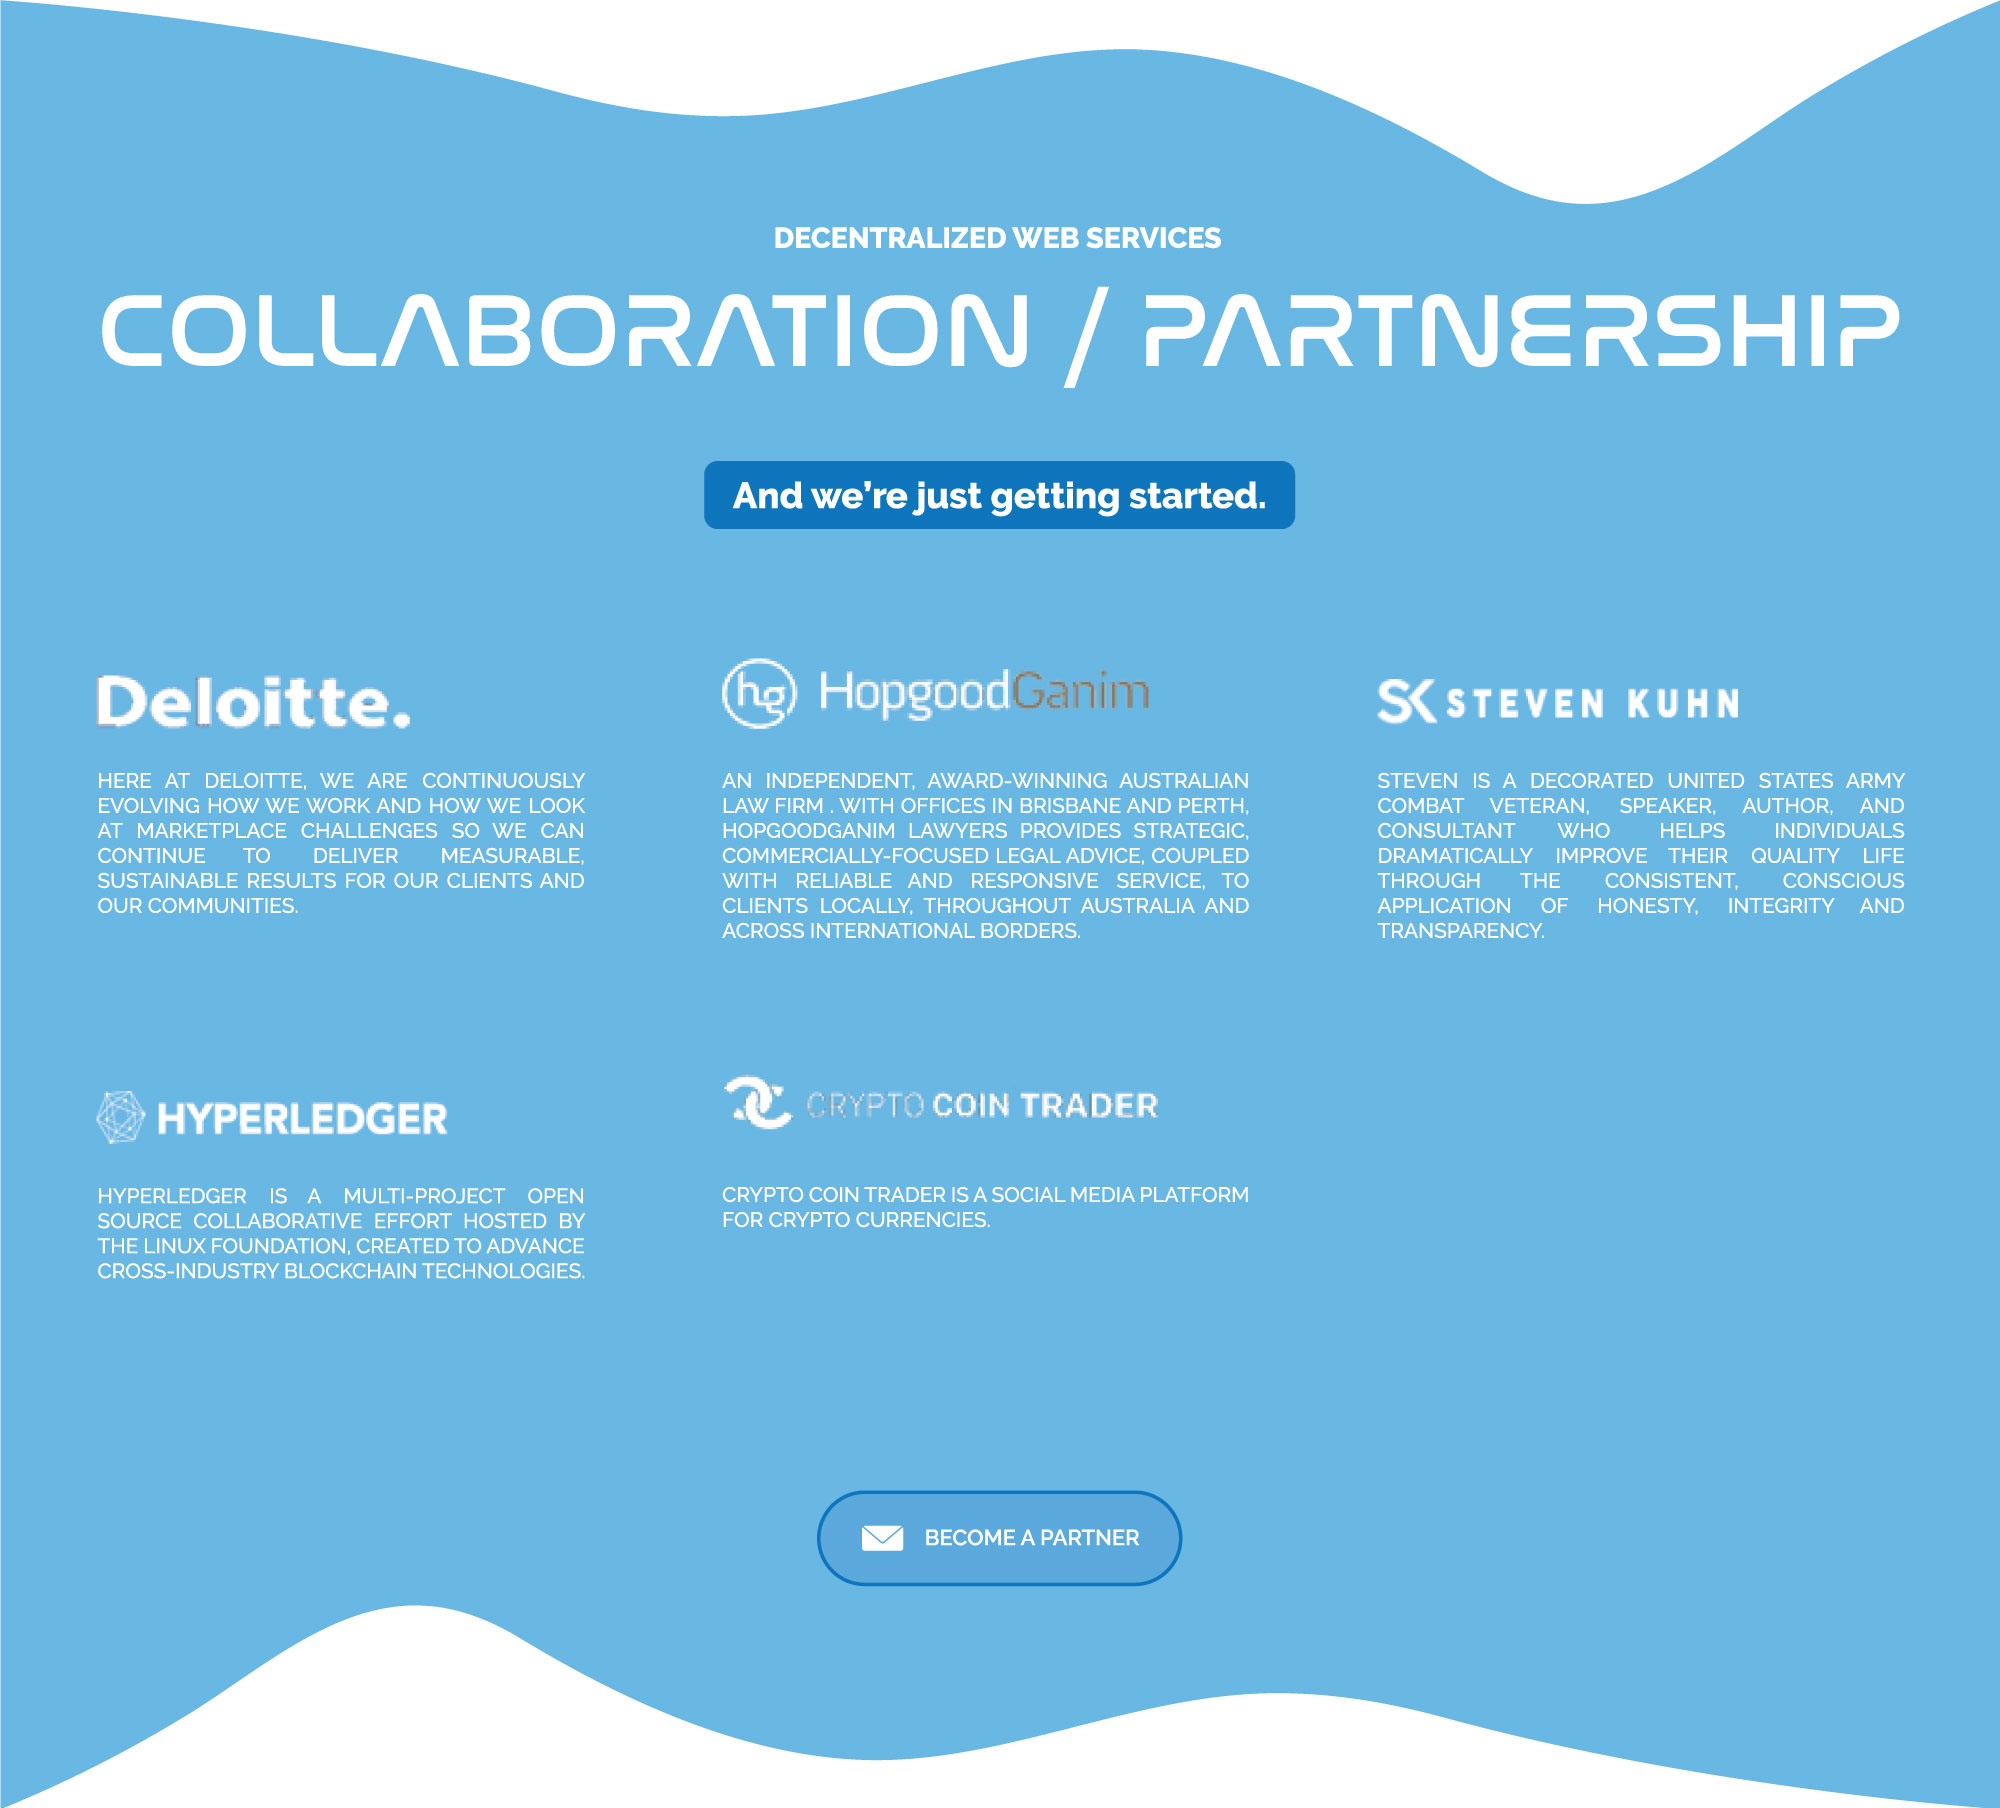 DECENTRALIZED WEB SERVICES
COLLABORATION / PARTNERSHIP
And we're just getting started.
Deloitte.
HERE AT DELOITTE, WE ARE CONTINUOUSLY
EVOLVING HOW WE WORK AND HOW WE LOOK
AT MARKETPLACE CHALLENGES SO WE CAN
CONTINUE TO DELIVER MEASURABLE,
SUSTAINABLE RESULTS FOR OUR CLIENTS AND
OUR COMMUNITIES.
hg HopgoodGanim
AN INDEPENDENT, AWARD-WINNING AUSTRALIAN
LAW FIRM . WITH OFFICES IN BRISBANE AND PERTH,
HOPGOODGANIM LAWYERS PROVIDES STRATEGIC,
COMMERCIALLY-FOCUSED LEGAL ADVICE, COUPLED
WITH RELIABLE AND RESPONSIVE SERVICE, TO
CLIENTS LOCALLY, THROUGHOUT AUSTRALIA AND
ACROSS INTERNATIONAL BORDERS.
SK STEVEN KUHN
STEVEN IS A DECORATED UNITED STATES ARMY
COMBAT VETERAN, SPEAKER, AUTHOR, AND
CONSULTANT WHO HELPS INDIVIDUALS
DRAMATICALLY IMPROVE THEIR QUALITY LIFE
THROUGH THE CONSISTENT, CONSCIOUS
APPLICATION OF HONESTY, INTEGRITY AND
TRANSPARENCY.
HYPERLEDGER
HYPERLEDGER IS A MULTI-PROJECT OPEN
SOURCE COLLABORATIVE EFFORT HOSTED BY
THE LINUX FOUNDATION, CREATED TO ADVANCE
CROSS-INDUSTRY BLOCKCHAIN TECHNOLOGIES.
CRYPTO COIN TRADER
CRYPTO COIN TRADER IS A SOCIAL MEDIA PLATFORM
FOR CRYPTO CURRENCIES.
BECOME A PARTNER